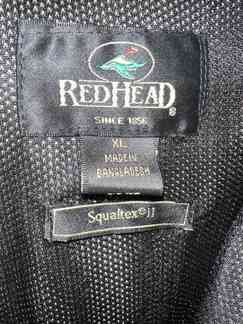 REDHEAD®
SINCE 1856
XL
MADE IN
BANGLADESH
Squaltex©II